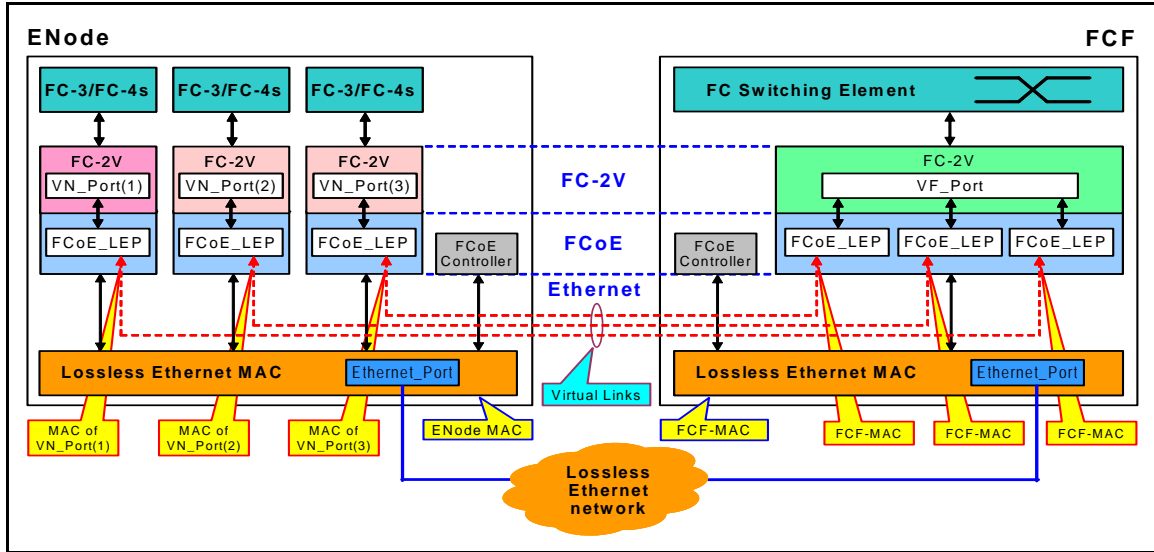 ENode
FCF
FC-3/FC-4s
FC-3/FC-4s
FC-3/FC-4s
FC Switching Element
FC-2V
FC-2V
FC-2V
FC-2V
FC-2V
VN_Port(1)
VN_Port(2)
VN_Port(3)
VF_Port
FCoE_LEP
FCoE_LEP
FCoE_LEP
FCoE
Controller
FCoE
FCoE
Controller
FCoE_LEP
FCoE_LEP
FCoE_LEP
Ethernet
Lossless Ethernet MAC
Ethernet_Port
Virtual Links
Lossless Ethernet MAC
Ethernet_Port
MAC of
VN_Port(1)
MAC of
VN_Port(2)
MAC of
VN_Port(3)
ENode MAC
FCF-MAC
FCF-MAC
FCF-MAC
FCF-MAC
Lossless
Ethernet
network